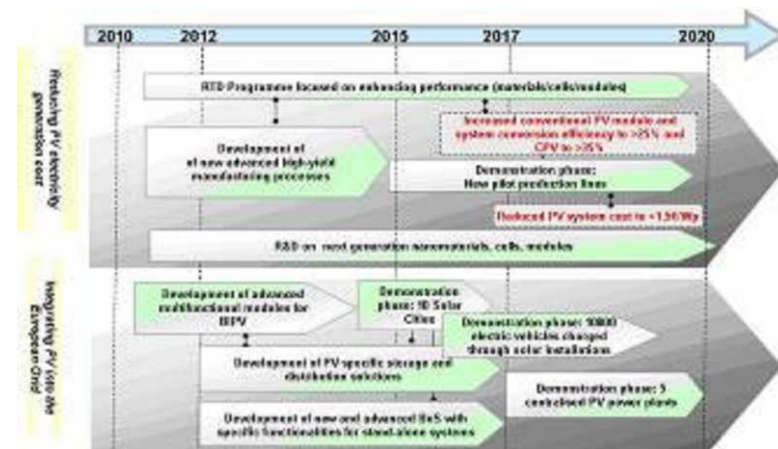 2010 2012 2015 2017 2020
Reducing PV electricity
generation cost
RTD Programme focused on enhancing performance (materials/cells/modules)
Increased conventional PV module and
system conversion efficiency to >25% and
CPV to >35%
Development of
of new advanced high-yield
manufacturing processes
Demonstration phase:
New pilot production lines
Reduced PV system cost to
R&D on next generation nanomaterials, cells, modules
Integrating PV into the
European Grid
Development of advanced
multifunctional modules for
BIPV
Demonstration
phase: 10 Solar
Cities
Demonstration phase: 10000
electric vehicles charged
through solar installations
Development of PV-specific storage and
distribution solutions
Demonstration phase: 5
centralised PV power plants
Development of new and advanced BoS with
specific functionalities for stand-alone systems